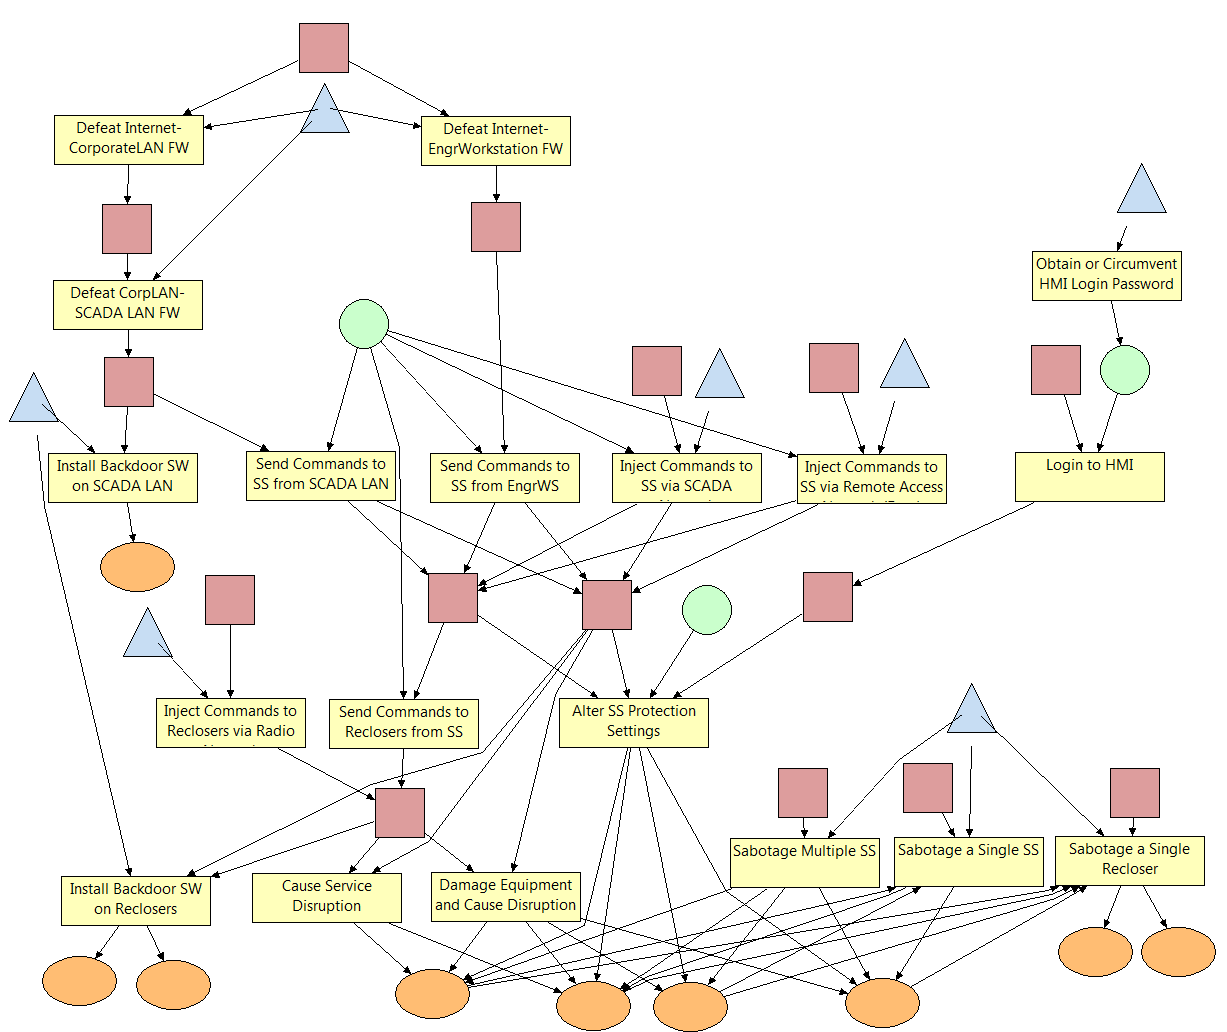 Defeat Internet-
CorporateLAN FW
Defeat Internet-
EngrWorkstation FW
Obtain or Circumvent
HMI Login Password
Defeat CorpLAN-
SCADA LAN FW
Install Backdoor SW
on SCADA LAN
Send Commands to
SS from SCADA LAN
Send Commands to
SS from EngrWS
Inject Commands to
SS via SCADA
Inject Commands to
SS via Remote Access
Login to HMI
Inject Commands to
Reclosers via Radio
Send Commands to
Reclosers from SS
Alter SS Protection
Settings
Sabotage Multiple SS
Sabotage a Single SS
Sabotage a Single
Recloser
Install Backdoor SW
on Reclosers
Cause Service
Disruption
Damage Equipment
and Cause Disruption